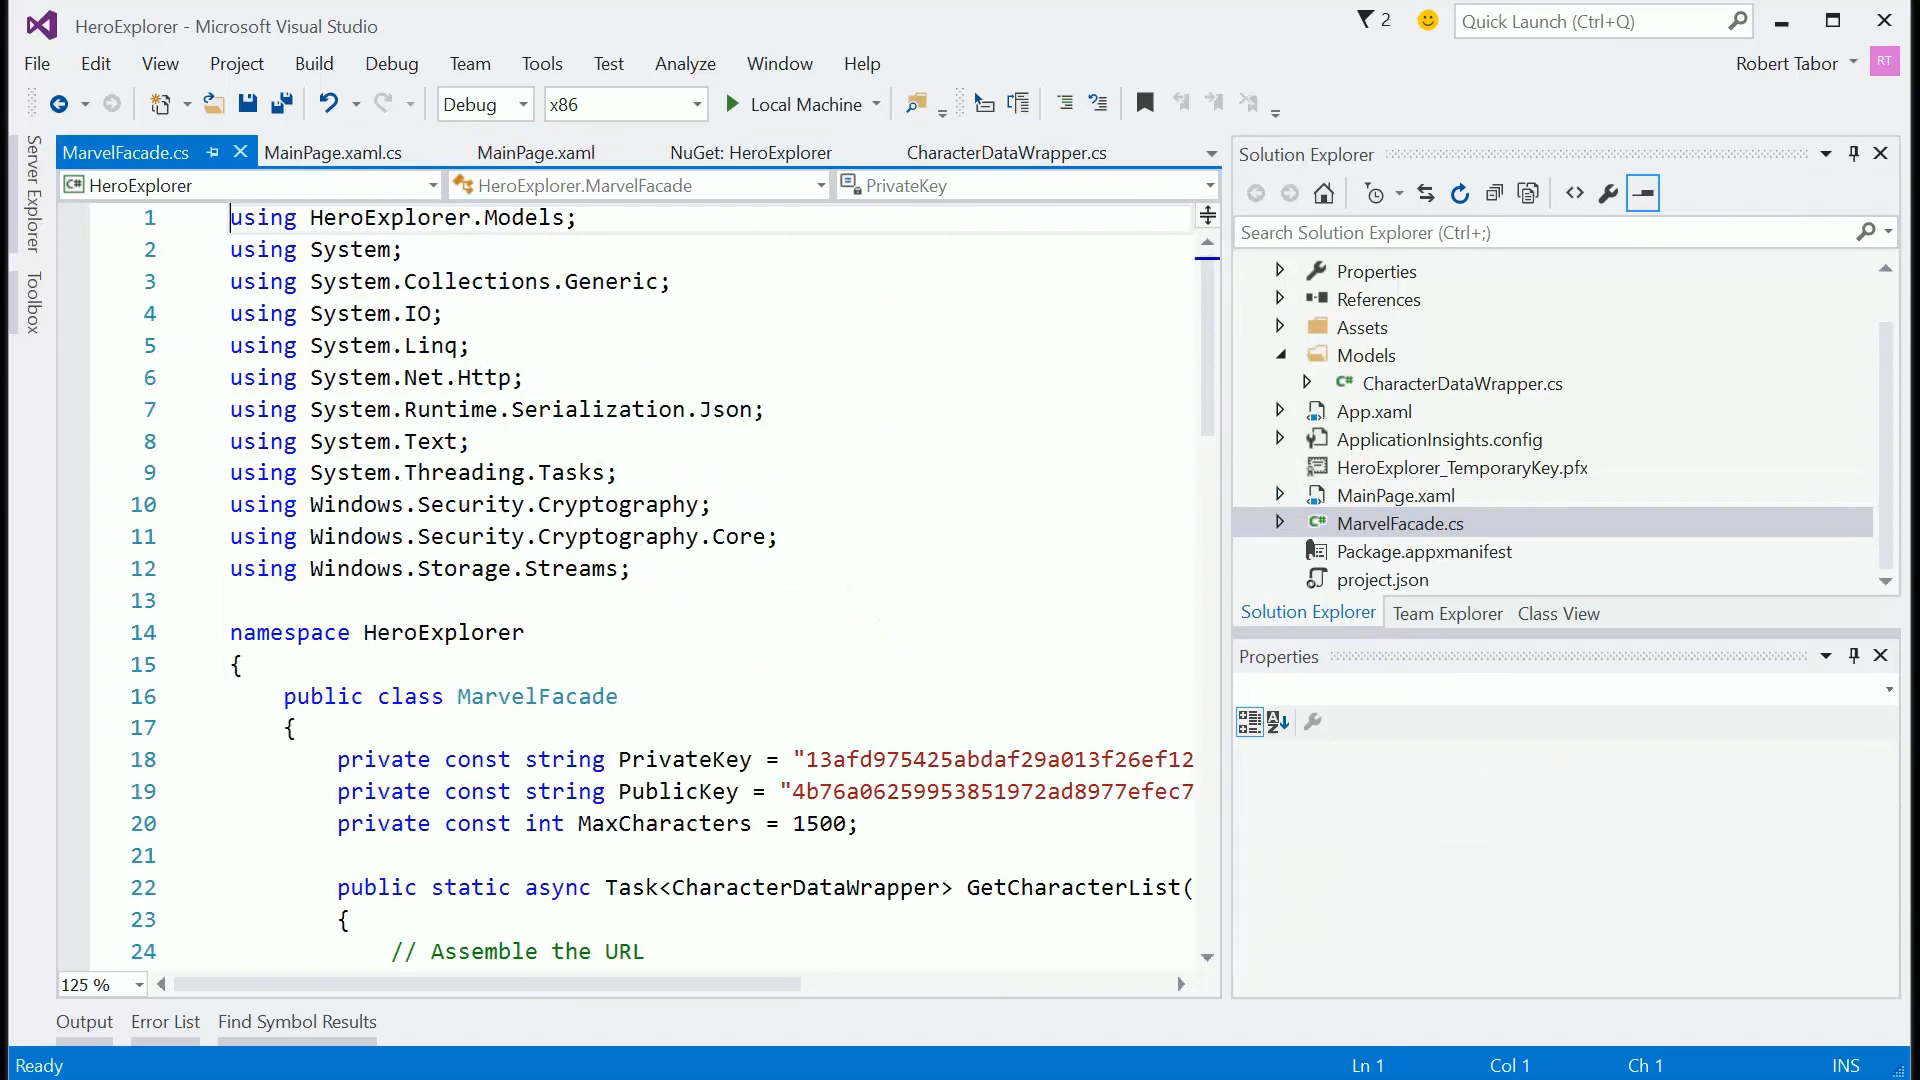 HeroExplorer - Microsoft Visual Studio
2
Quick Launch (Ctrl+Q)
File Edit View Project Build Debug Team Tools Test Analyze Window Help
Robert Tabor
RT
Debug
x86
Local Machine
Server Explorer
Toolbox
MarvelFacade.cs
MainPage.xaml.cs
MainPage.xaml
NuGet: HeroExplorer
CharacterDataWrapper.cs
C# HeroExplorer
HeroExplorer.MarvelFacade
PrivateKey
1 using HeroExplorer.Models;
2 using System;
3 using System.Collections.Generic;
4 using System.IO;
5 using System.Linq;
6 using System.Net.Http;
7 using System.Runtime.Serialization.Json;
8 using System.Text;
9 using System.Threading.Tasks;
10 using Windows.Security.Cryptography;
11 using Windows.Security.Cryptography.Core;
12 using Windows.Storage.Streams;
13
14 namespace HeroExplorer
15 {
16 public class MarvelFacade
17 {
18 private const string PrivateKey = "13afd975425abdaf29a013f26ef12
19 private const string PublicKey = "4b76a06259953851972ad8977efec7
20 private const int MaxCharacters = 1500;
21
22 public static async Task<CharacterDataWrapper> GetCharacterList(
23 {
24 // Assemble the URL
125 %
Output Error List Find Symbol Results
Solution Explorer
Search Solution Explorer (Ctrl+;)
Properties
References
Assets
Models
C# CharacterDataWrapper.cs
App.xaml
ApplicationInsights.config
HeroExplorer_TemporaryKey.pfx
MainPage.xaml
C# MarvelFacade.cs
Package.appxmanifest
project.json
Solution Explorer Team Explorer Class View
Properties
Ready
Ln 1
Col 1
Ch 1
INS